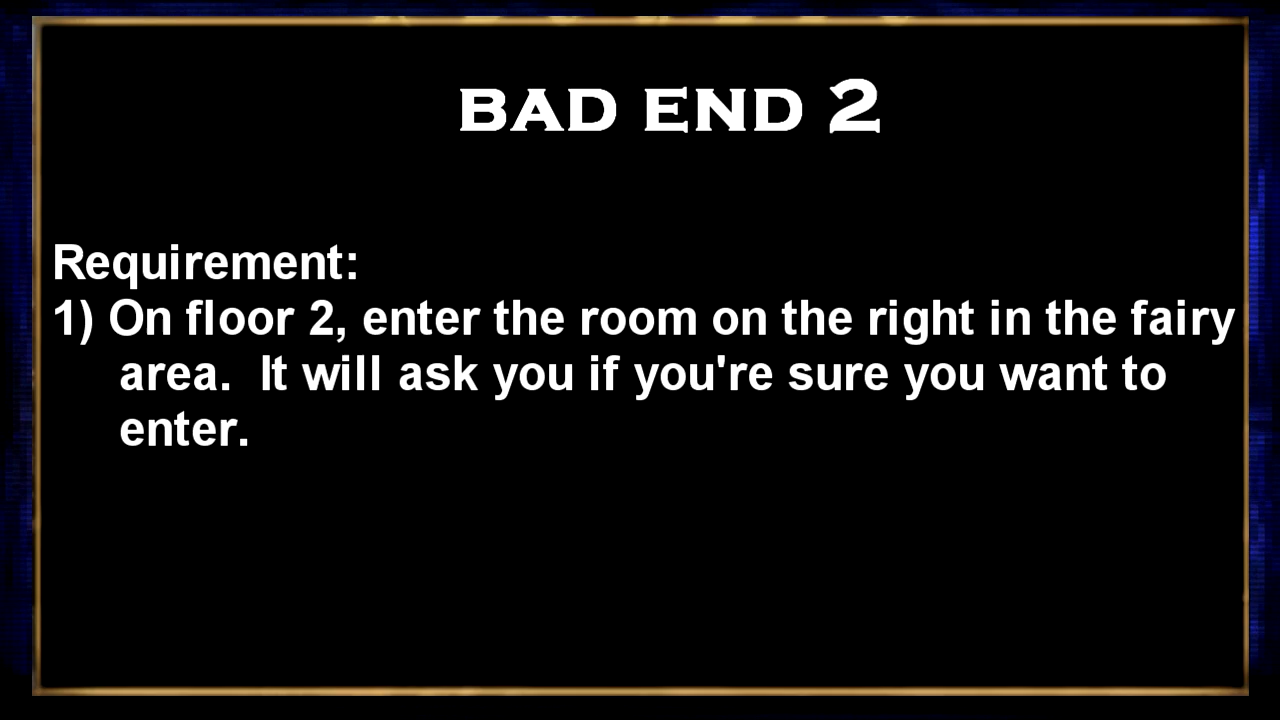 BAD END 2
Requirement:
1) On floor 2, enter the room on the right in the fairy
area.  It will ask you if you're sure you want to
enter.